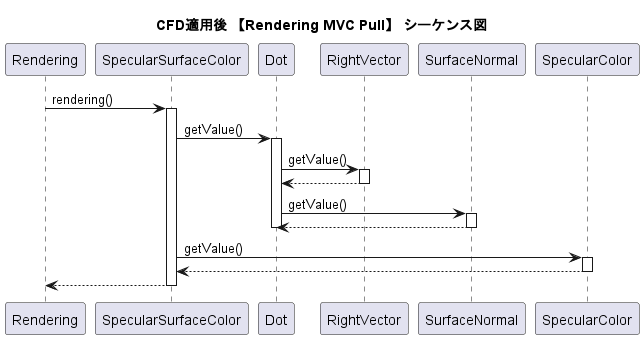 CFD適用後 【Rendering MVC Pull】 シーケンス図
Rendering
SpecularSurfaceColor
Dot
RightVector
SurfaceNormal
SpecularColor
rendering()
getValue()
getValue()
getValue()
getValue()
Rendering
SpecularSurfaceColor
Dot
RightVector
SurfaceNormal
SpecularColor